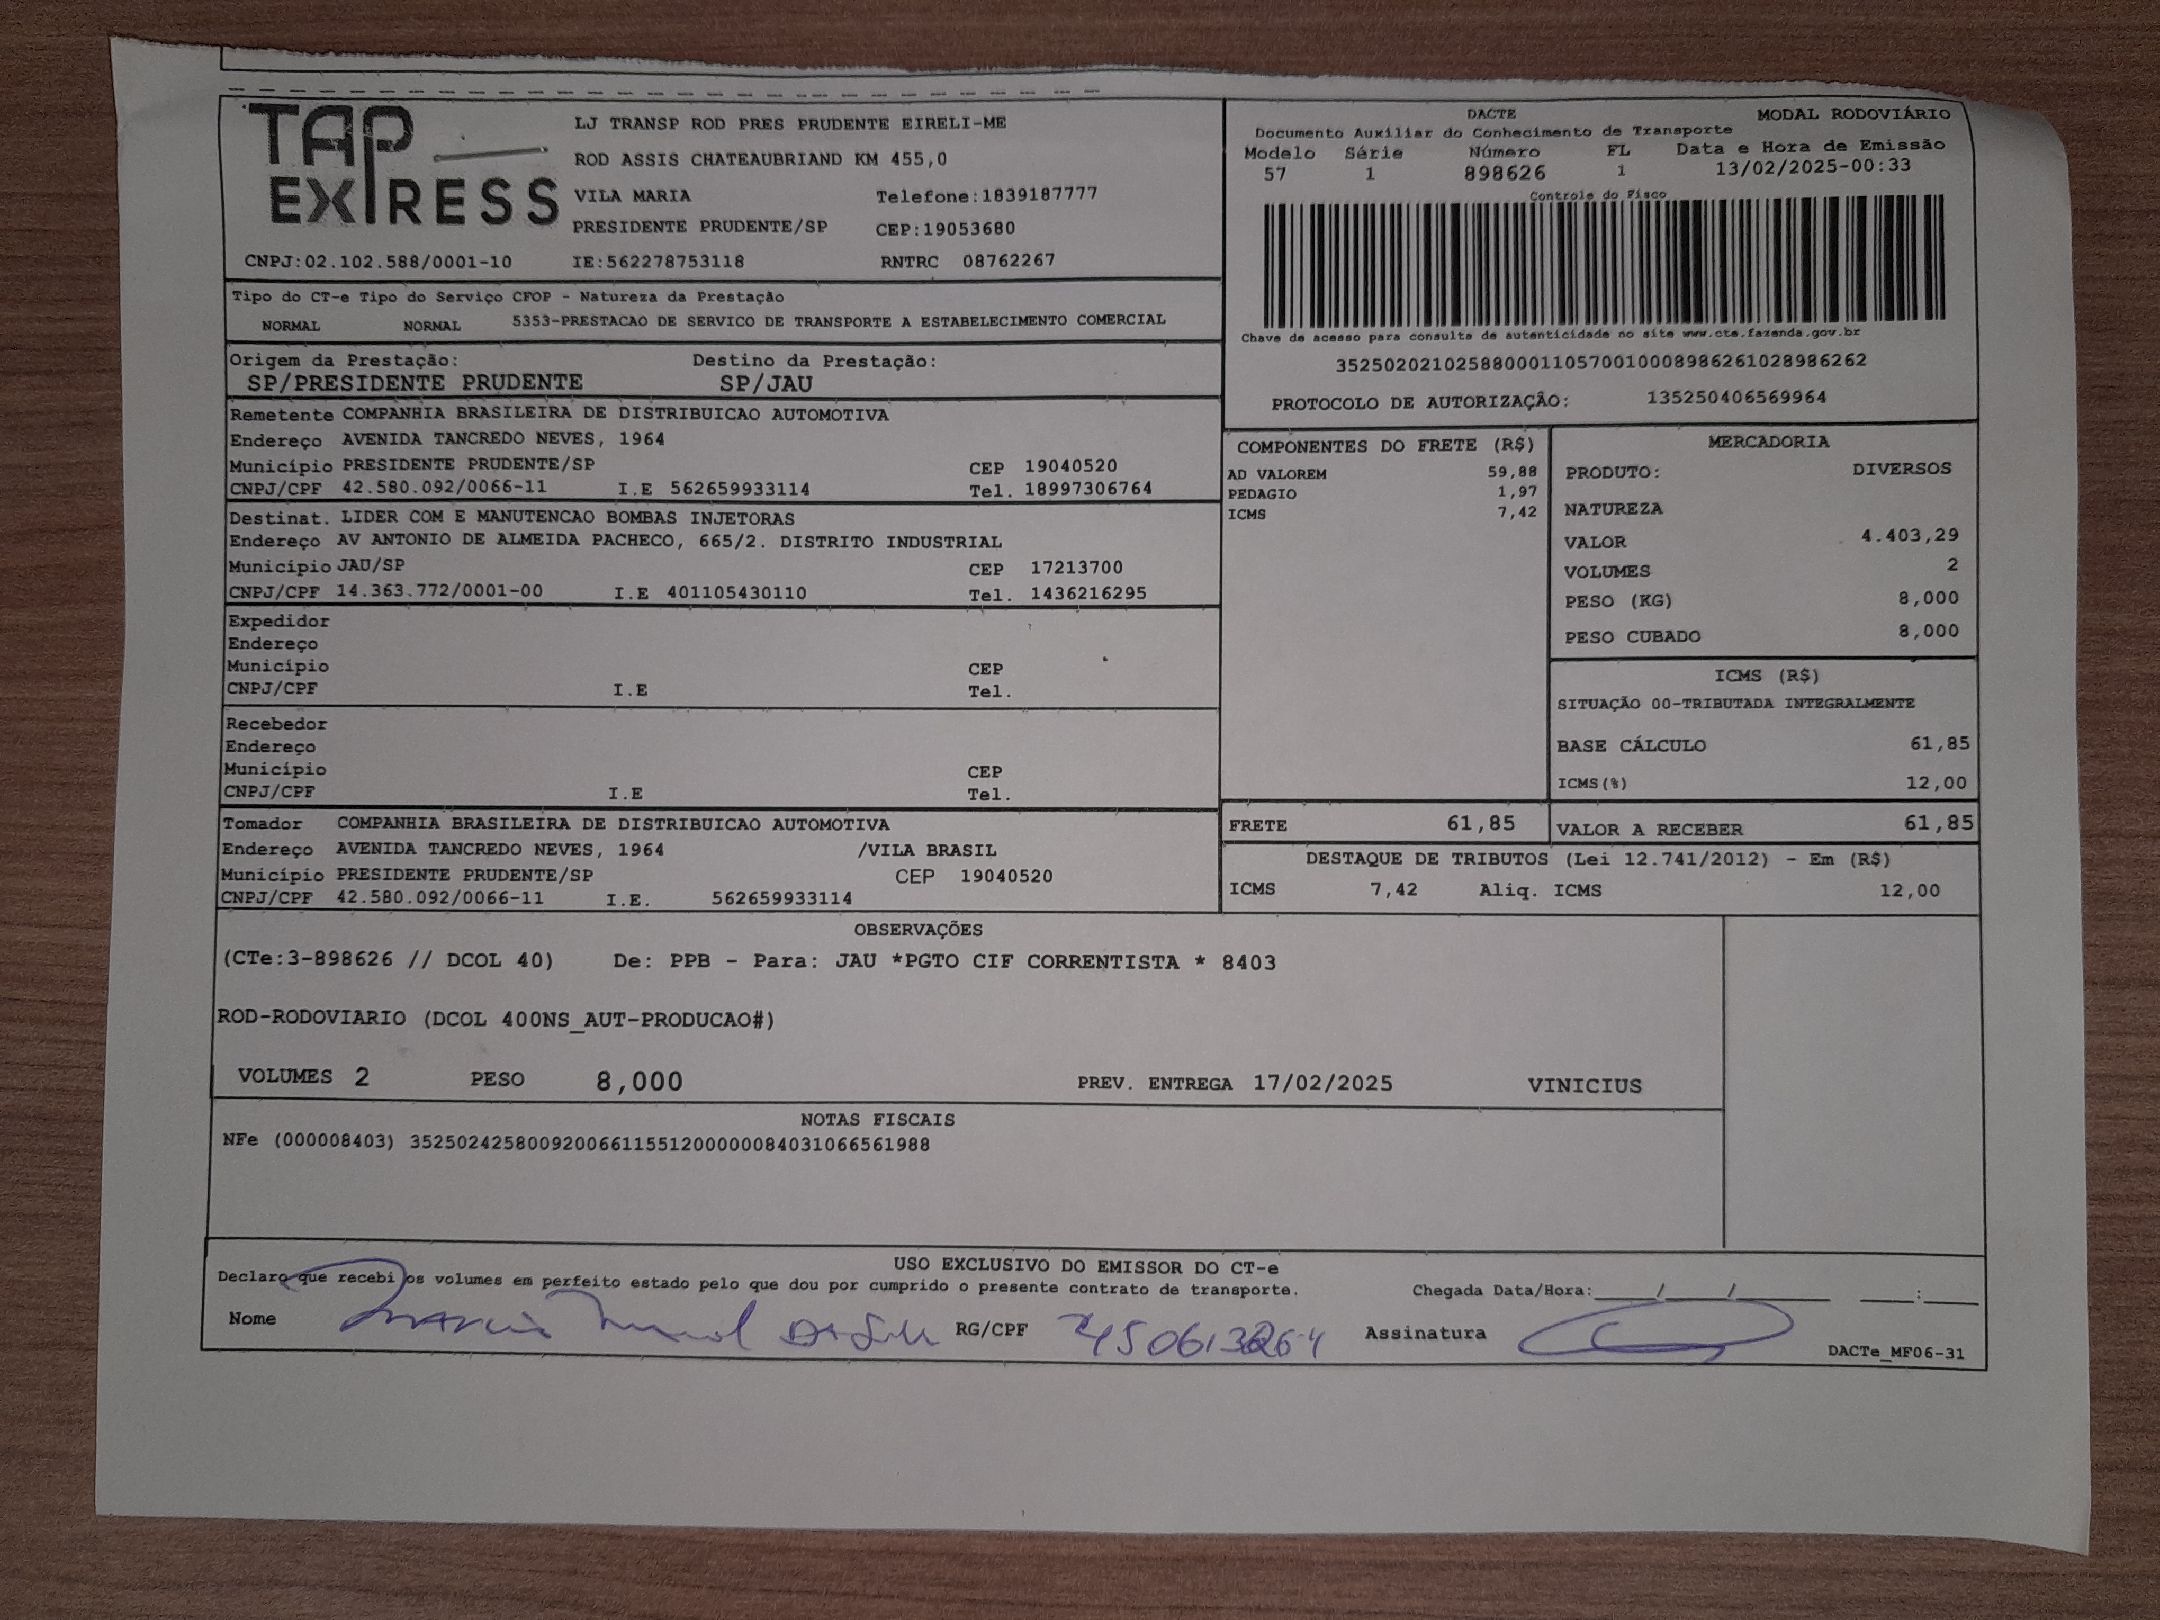 TAP EXPRESS
LJ TRANSP ROD PRES PRUDENTE EIRELI-ME
ROD ASSIS CHATEAUBRIAND KM 455,0
VILA MARIA Telefone:1839187777
PRESIDENTE PRUDENTE/SP CEP:19053680
CNPJ:02.102.588/0001-10 IE:562278753118 RNTRC 08762267
DACTE MODAL RODOVIÁRIO
Documento Auxiliar do Conhecimento de Transporte
Modelo Série Número FL Data e Hora de Emissão
57 1 898626 1 13/02/2025-00:33
Controle do Fisco
Chave de acesso para consulta de autenticidade no site www.cte.fazenda.gov.br
35250202102588000110570010008986261028986262
PROTOCOLO DE AUTORIZAÇÃO: 135250406569964
Tipo do CT-e Tipo do Serviço CFOP - Natureza da Prestação
NORMAL NORMAL 5353-PRESTACAO DE SERVICO DE TRANSPORTE A ESTABELECIMENTO COMERCIAL
Origem da Prestação: Destino da Prestação:
SP/PRESIDENTE PRUDENTE SP/JAU
Remetente COMPANHIA BRASILEIRA DE DISTRIBUICAO AUTOMOTIVA
Endereço AVENIDA TANCREDO NEVES, 1964
Município PRESIDENTE PRUDENTE/SP CEP 19040520
CNPJ/CPF 42.580.092/0066-11 I.E 562659933114 Tel. 18997306764
Destinat. LIDER COM E MANUTENCAO BOMBAS INJETORAS
Endereço AV ANTONIO DE ALMEIDA PACHECO, 665/2. DISTRITO INDUSTRIAL
Município JAU/SP CEP 17213700
CNPJ/CPF 14.363.772/0001-00 I.E 401105430110 Tel. 1436216295
Expedidor
Endereço
Município CEP
CNPJ/CPF I.E Tel.
Recebedor
Endereço
Município CEP
CNPJ/CPF I.E Tel.
Tomador COMPANHIA BRASILEIRA DE DISTRIBUICAO AUTOMOTIVA
Endereço AVENIDA TANCREDO NEVES, 1964 /VILA BRASIL
Município PRESIDENTE PRUDENTE/SP CEP 19040520
CNPJ/CPF 42.580.092/0066-11 I.E. 562659933114
COMPONENTES DO FRETE (R$)
AD VALOREM 59,88
PEDAGIO 1,97
ICMS 7,42
MERCADORIA
PRODUTO: DIVERSOS
NATUREZA
VALOR 4.403,29
VOLUMES 2
PESO (KG) 8,000
PESO CUBADO 8,000
ICMS (R$)
SITUAÇÃO 00-TRIBUTADA INTEGRALMENTE
BASE CÁLCULO 61,85
ICMS(%) 12,00
FRETE 61,85 VALOR A RECEBER 61,85
DESTAQUE DE TRIBUTOS (Lei 12.741/2012) - Em (R$)
ICMS 7,42 Aliq. ICMS 12,00
OBSERVAÇÕES
(CTe:3-898626 // DCOL 40) De: PPB - Para: JAU *PGTO CIF CORRENTISTA * 8403
ROD-RODOVIARIO (DCOL 400NS_AUT-PRODUCAO#)
VOLUMES 2 PESO 8,000 PREV. ENTREGA 17/02/2025 VINICIUS
NOTAS FISCAIS
NFe (000008403) 35250242580092006611551200000084031066561988
USO EXCLUSIVO DO EMISSOR DO CT-e
Declaro que recebi os volumes em perfeito estado pelo que dou por cumprido o presente contrato de transporte. Chegada Data/Hora:____/____/____ ____:____
Nome RG/CPF Assinatura
DACTe_MF06-31